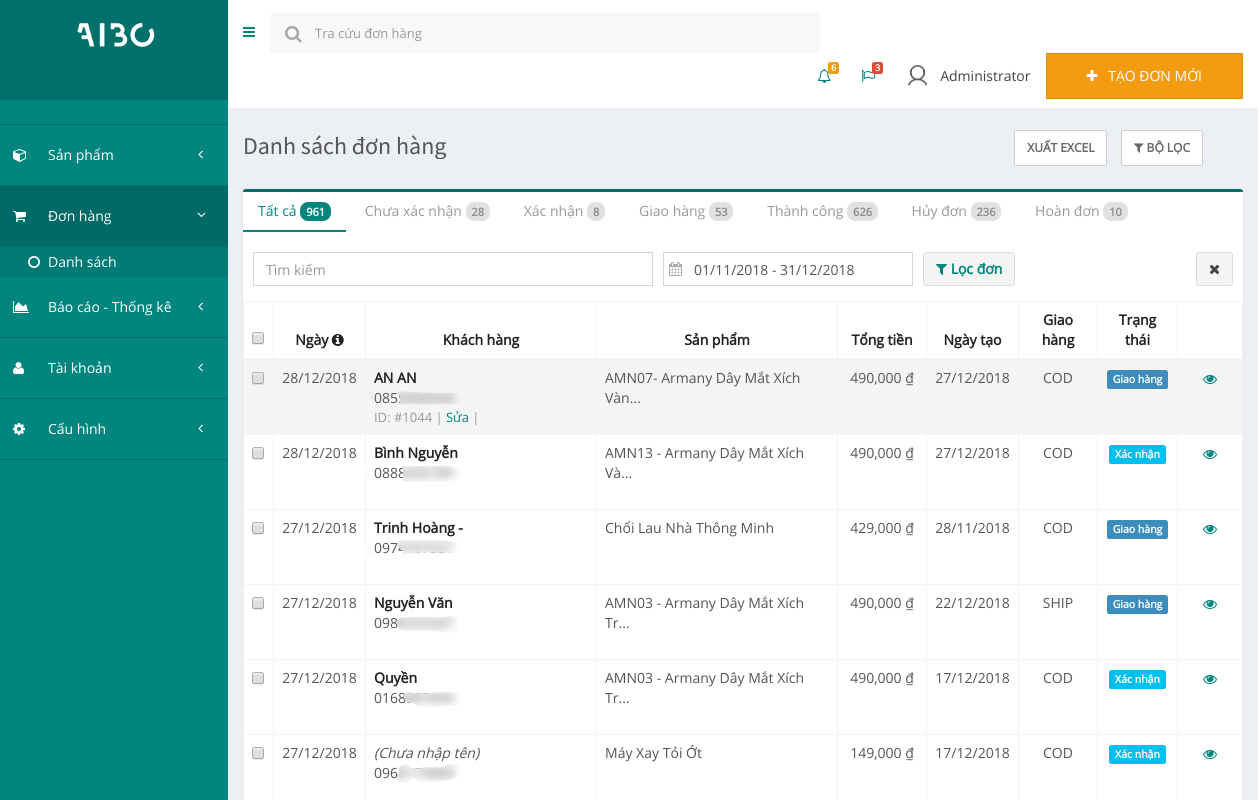 AIBO
Tra cứu đơn hàng
6
3
Administrator
TẠO ĐƠN MỚI
Sản phẩm
Đơn hàng
Danh sách
Báo cáo - Thống kê
Tài khoản
Cấu hình
Danh sách đơn hàng
XUẤT EXCEL
BỘ LỌC
Tất cả 961
Chưa xác nhận 28
Xác nhận 8
Giao hàng 53
Thành công 626
Hủy đơn 236
Hoàn đơn 10
Tìm kiếm
01/11/2018 - 31/12/2018
Lọc đơn
Ngày
Khách hàng
Sản phẩm
Tổng tiền
Ngày tạo
Giao
hàng
Trạng
thái
28/12/2018
AN AN
085
ID: #1044 | Sửa |
AMN07- Armany Dây Mắt Xích
Vàn...
490,000 ₫
27/12/2018
COD
Giao hàng
28/12/2018
Bình Nguyễn
0888
AMN13 - Armany Dây Mắt Xích
Và...
490,000 ₫
27/12/2018
COD
Xác nhận
27/12/2018
Trinh Hoàng -
097
Chổi Lau Nhà Thông Minh
429,000 ₫
28/11/2018
COD
Giao hàng
27/12/2018
Nguyễn Văn
098
AMN03 - Armany Dây Mắt Xích
Tr...
490,000 ₫
22/12/2018
SHIP
Giao hàng
27/12/2018
Quyền
0168
AMN03 - Armany Dây Mắt Xích
Tr...
490,000 ₫
17/12/2018
COD
Xác nhận
27/12/2018
(Chưa nhập tên)
096
Máy Xay Tỏi Ớt
149,000 ₫
17/12/2018
COD
Xác nhận